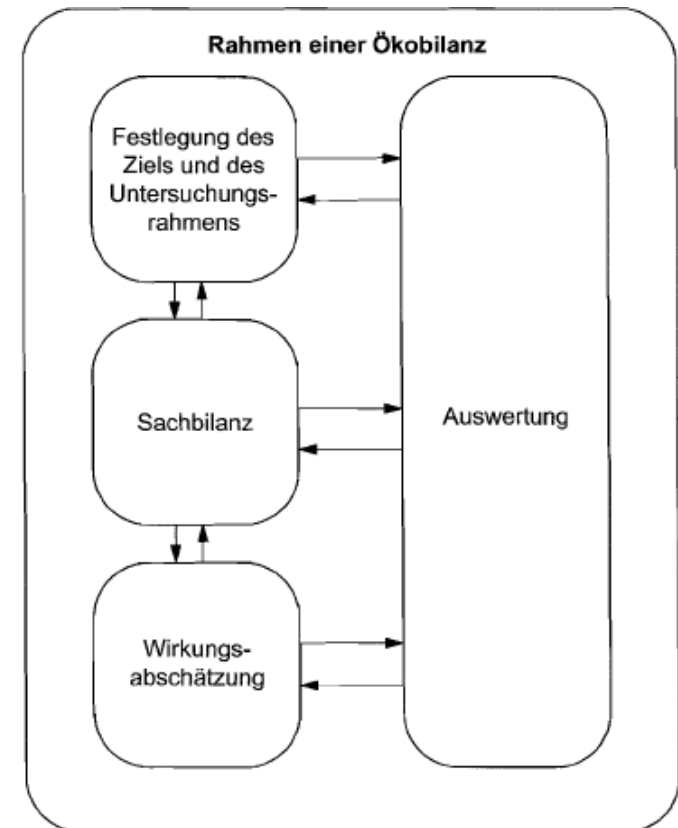 Rahmen einer Ökobilanz
Festlegung des
Ziels und des
Untersuchungs-
rahmens
Sachbilanz
Auswertung
Wirkungs-
abschätzung